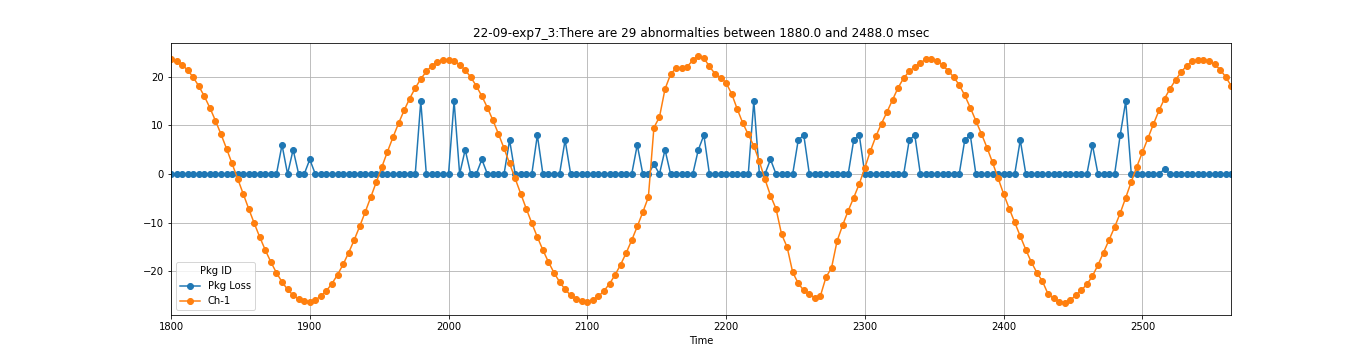 22-09-exp7_3:There are 29 abnormalties between 1880.0 and 2488.0 msec
20
10
0
−10
−20
Pkg ID
Pkg Loss
Ch-1
1800 1900 2000 2100 2200 2300 2400 2500
Time